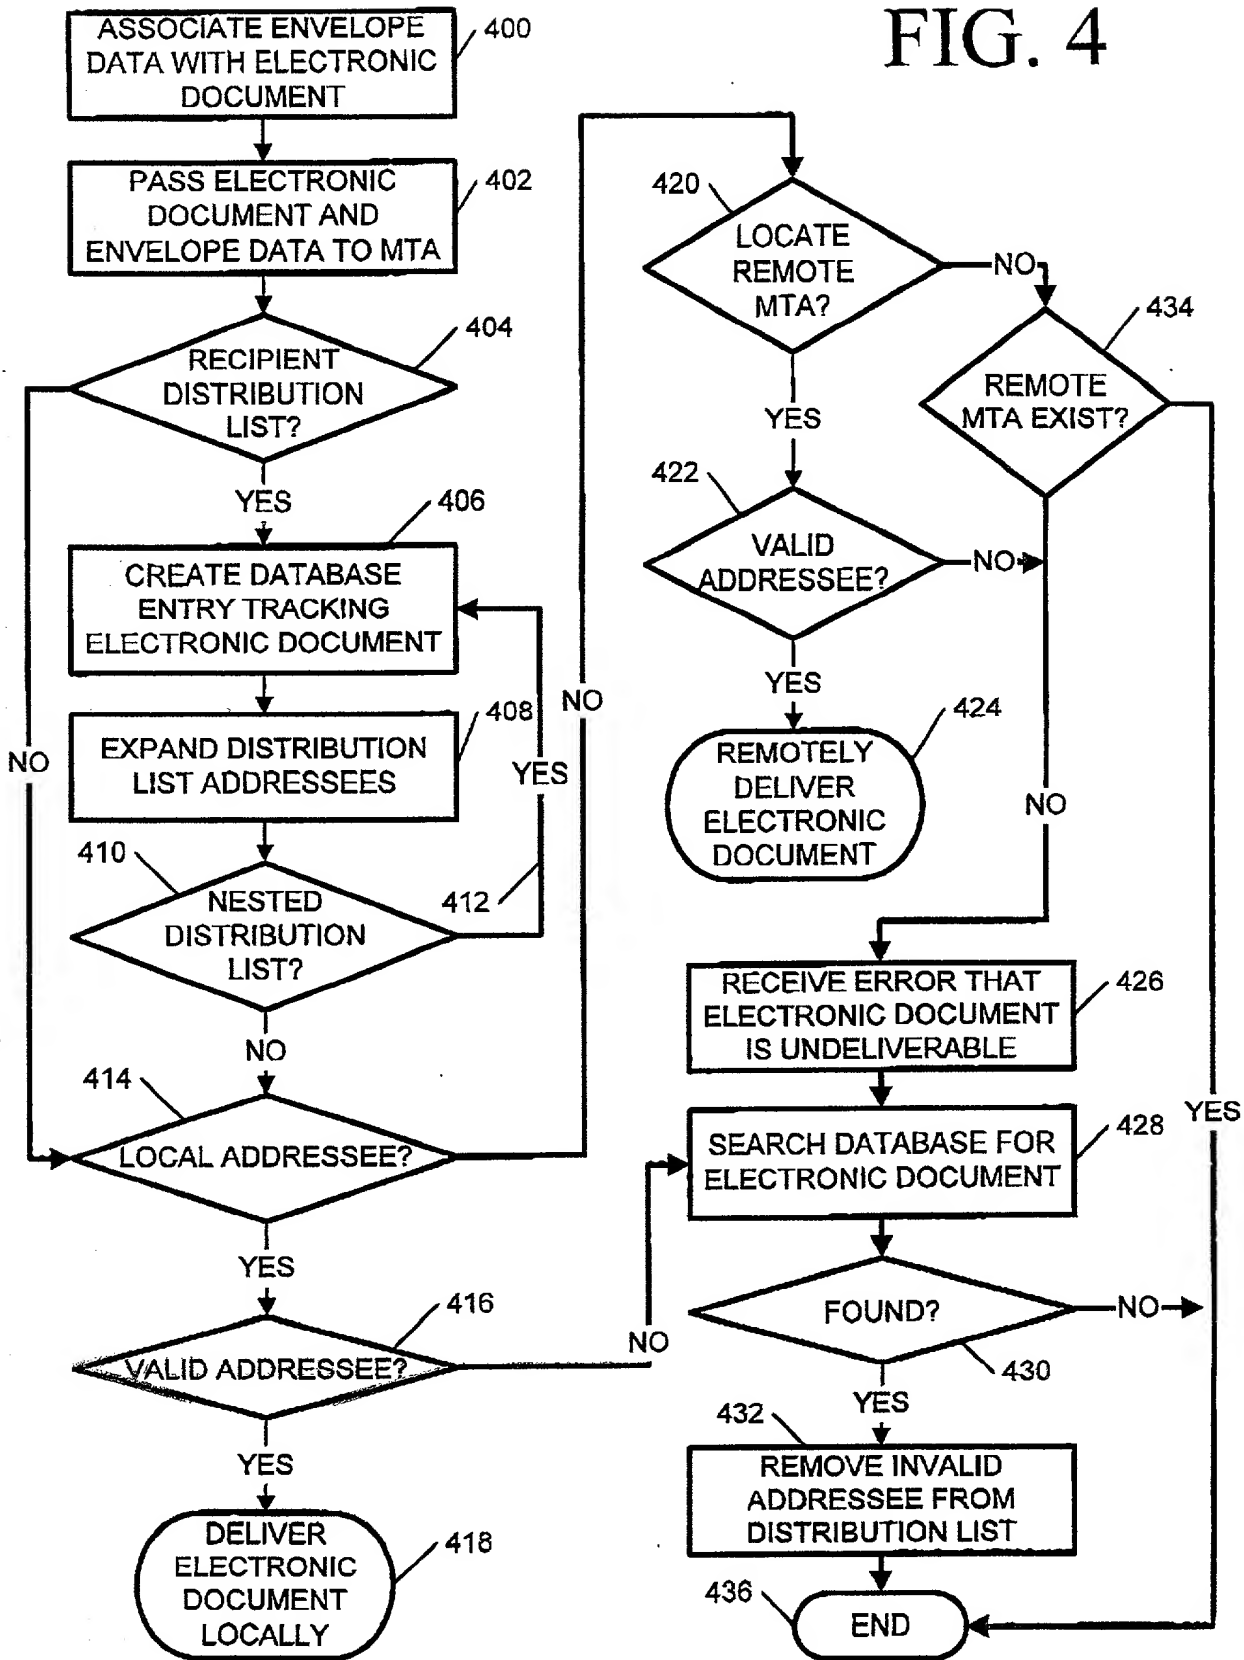 FIG. 4
ASSOCIATE ENVELOPE
DATA WITH ELECTRONIC
DOCUMENT
400
PASS ELECTRONIC
DOCUMENT AND
ENVELOPE DATA TO MTA
402
RECIPIENT
DISTRIBUTION
LIST?
404
YES
NO
CREATE DATABASE
ENTRY TRACKING
ELECTRONIC DOCUMENT
406
EXPAND DISTRIBUTION
LIST ADDRESSEES
408
NESTED
DISTRIBUTION
LIST?
410
YES
412
NO
LOCAL ADDRESSEE?
414
NO
YES
VALID ADDRESSEE?
416
NO
YES
DELIVER
ELECTRONIC
DOCUMENT
LOCALLY
418
LOCATE
REMOTE
MTA?
420
NO
YES
REMOTE
MTA EXIST?
434
VALID
ADDRESSEE?
422
NO
YES
REMOTELY
DELIVER
ELECTRONIC
DOCUMENT
424
NO
YES
RECEIVE ERROR THAT
ELECTRONIC DOCUMENT
IS UNDELIVERABLE
426
SEARCH DATABASE FOR
ELECTRONIC DOCUMENT
428
FOUND?
430
NO
YES
REMOVE INVALID
ADDRESSEE FROM
DISTRIBUTION LIST
432
END
436